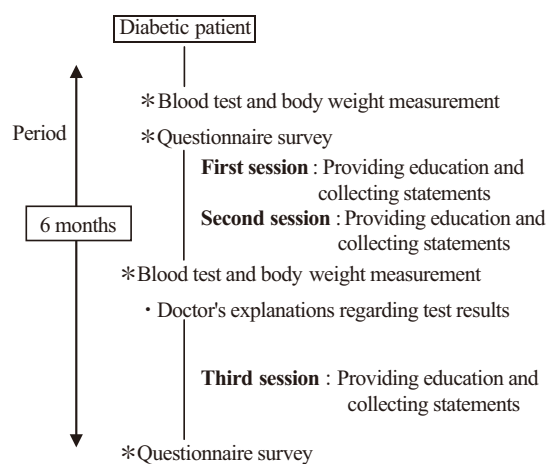 Diabetic patient
＊Blood test and body weight measurement
Period
＊Questionnaire survey
First session : Providing education and
collecting statements
Second session : Providing education and
collecting statements
6 months
＊Blood test and body weight measurement
・Doctor's explanations regarding test results
Third session : Providing education and
collecting statements
＊Questionnaire survey